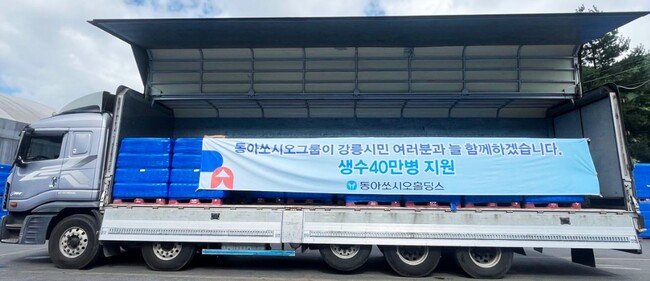 동아쏘시오그룹이 강릉시민 여러분과 늘 함께하겠습니다.
생수40만병 지원
동아쏘시오홀딩스